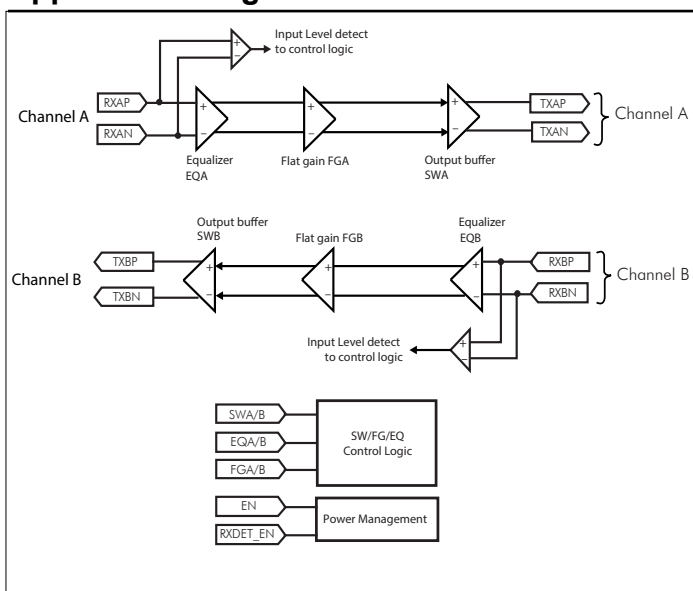 Input Level detect
to control logic
Channel A
RXAP
RXAN
+
−
+
−
+
−
+
−
TXAP
TXAN
Channel A
Equalizer
EQA
Flat gain FGA
Output buffer
SWA
Output buffer
SWB
Flat gain FGB
Equalizer
EQB
Channel B
TXBP
TXBN
+
−
+
−
+
−
RXBP
RXBN
Channel B
Input Level detect
to control logic
+
−
SWA/B
EQA/B
FGA/B
SW/FG/EQ
Control Logic
EN
RXDET_EN
Power Management